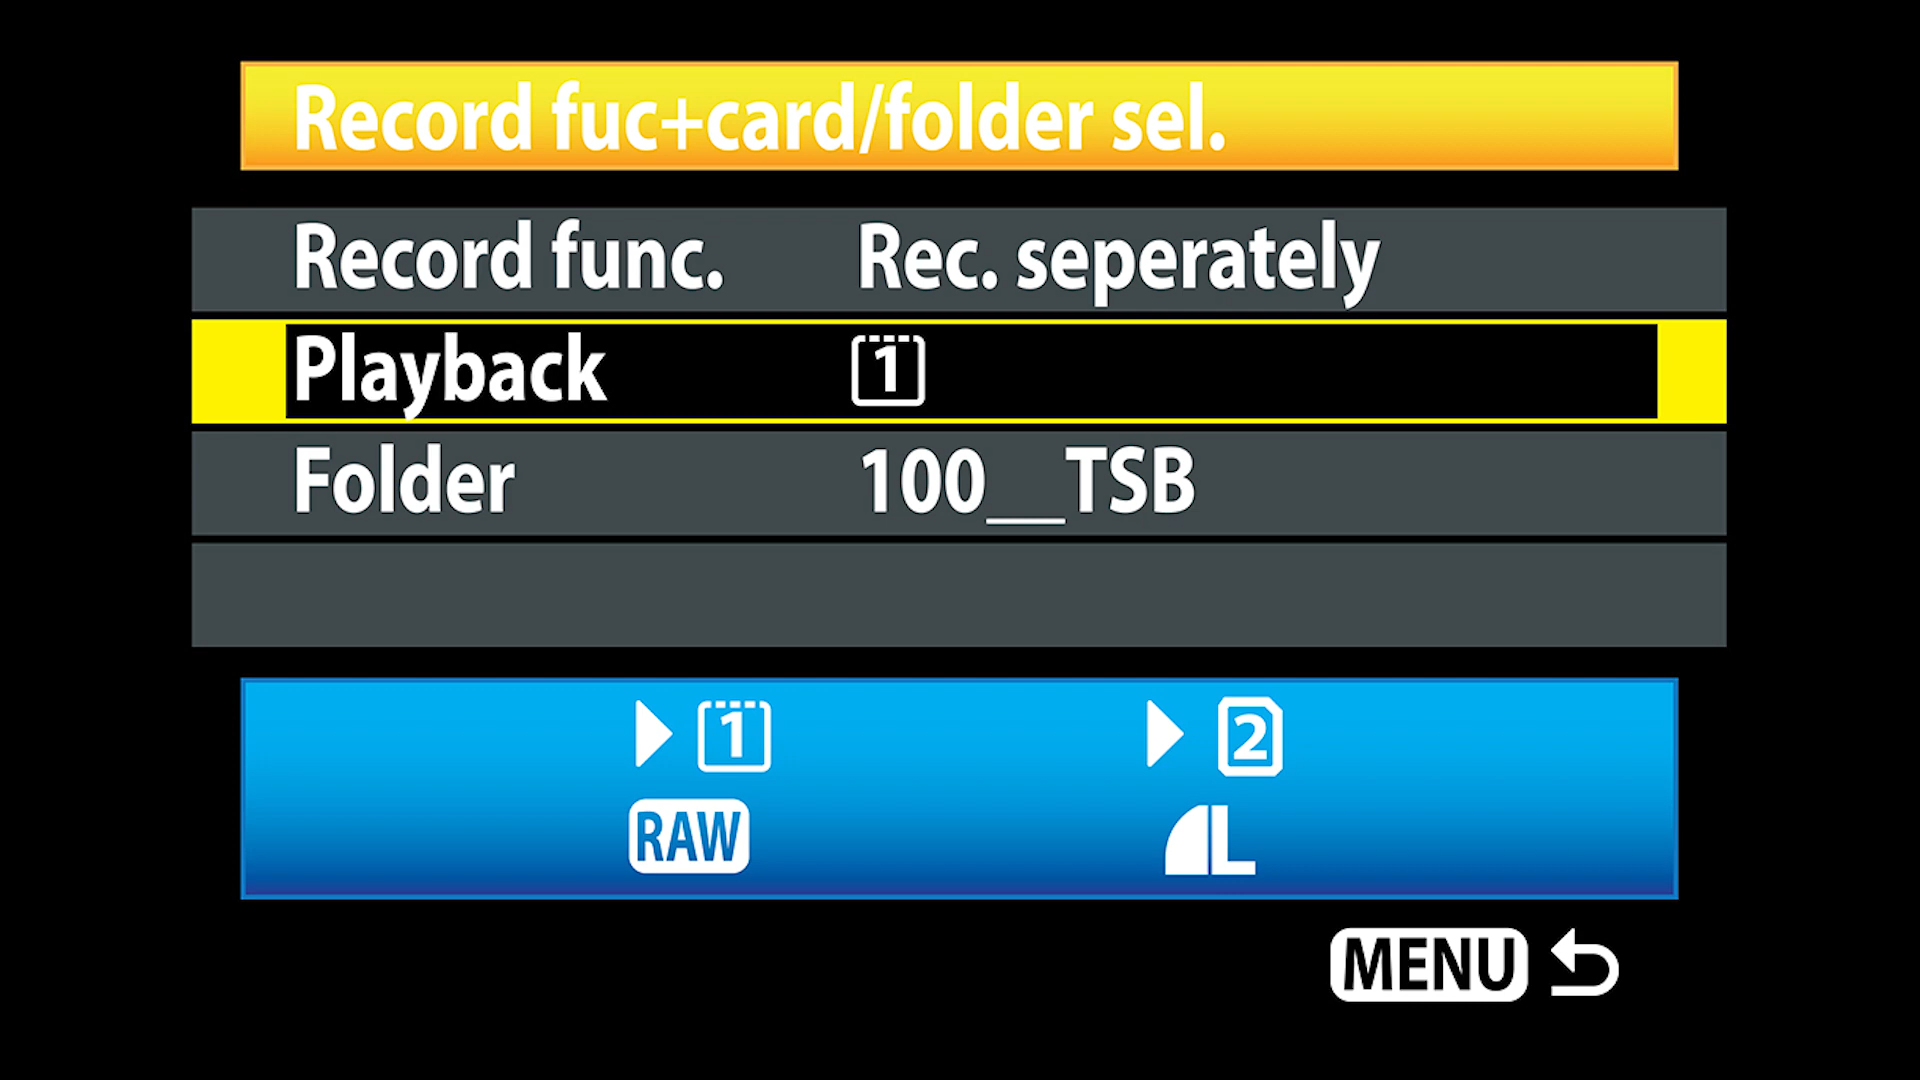 Record fuc+card/folder sel.
Record func. Rec. seperately
Playback 1
Folder 100__TSB
1 2
RAW L
MENU